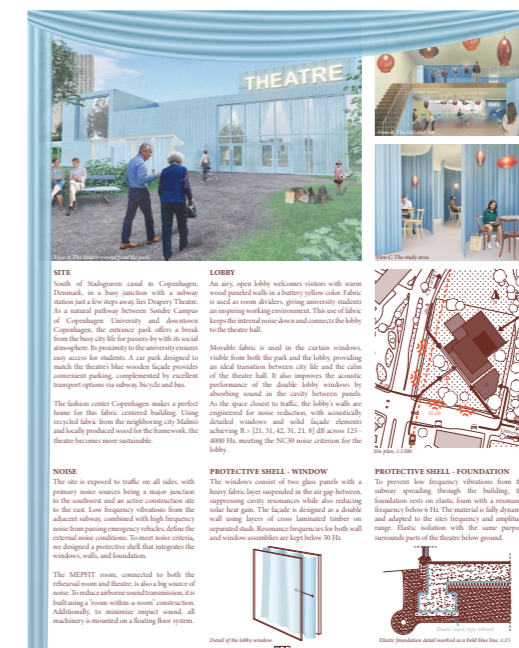 THEATRE
View A. The theatre viewed from the park.
View B. The café and bar.
View C. The study area.
SITE
South of Stadsgraven canal in Copenhagen,
Denmark, in a busy junction with a subway
station just a few steps away, lies Drapery Theatre.
As a natural pathway between Søndre Campus
of Copenhagen University and downtown
Copenhagen, the entrance park offers a break
from the busy city life for passers-by with its social
atmosphere. Its proximity to the university ensures
easy access for students. A car park designed to
match the theatre's blue wooden façade provides
convenient parking, complemented by excellent
transport options via subway, bicycle and bus.
The fashion center Copenhagen makes a perfect
home for this fabric centered building. Using
recycled fabric from the neighboring city Malmö
and locally produced wood for the framework, the
theatre becomes more sustainable.
LOBBY
An airy, open lobby welcomes visitors with warm
wood paneled walls in a buttery yellow color. Fabric
is used as room dividers, giving university students
an inspiring working environment. This use of fabric
keeps the internal noise down and connects the lobby
to the theatre hall.
Movable fabric is used in the curtain windows,
visible from both the park and the lobby, providing
an ideal transition between city life and the calm
of the theatre hall. It also improves the acoustic
performance of the double lobby windows by
absorbing sound in the cavity between panels.
As the space closest to traffic, the lobby's walls are
engineered for noise reduction, with acoustically
detailed windows and solid façade elements
achieving R > [21, 31, 42, 31, 21, 8] dB across 125 -
4000 Hz, meeting the NC30 noise criterion for the
lobby.
Site plan, 1:1500
NOISE
The site is exposed to traffic on all sides, with
primary noise sources being a major junction
to the southwest and an active construction site
to the east. Low frequency vibrations from the
adjacent subway, combined with high frequency
noise from passing emergency vehicles, define the
external noise conditions. To meet noise criteria,
we designed a protective shell that integrates the
windows, walls, and foundation.
The MEPFIT room, connected to both the
rehearsal room and theatre, is also a big source of
noise. To reduce airborne sound transmission, it is
built using a 'room-within-a-room' construction.
Additionally, to minimize impact sound, all
machinery is mounted on a floating floor system.
PROTECTIVE SHELL - WINDOW
The windows consist of two glass panels with a
heavy fabric layer suspended in the air gap between,
suppressing cavity resonances while also reducing
solar heat gain. The façade is designed as a double
wall using layers of cross laminated timber on
separated studs. Resonance frequencies for both wall
and window assemblies are kept below 50 Hz.
Detail of the lobby window.
PROTECTIVE SHELL - FOUNDATION
To prevent low frequency vibrations from t
subway spreading through the building, t
foundation rests on elastic foam with a resonan
frequency below 6 Hz. The material is fully dynam
and adapted to the site's frequency and amplitu
range. Elastic isolation with the same purpo
surrounds parts of the theatre below ground.
Elastic foundation detail marked as a bold blue line, 1:15